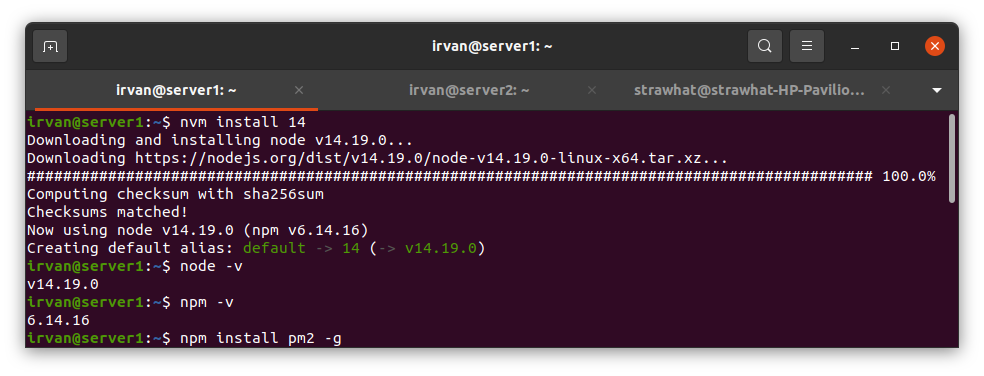 irvan@server1: ~
irvan@server1: ~
irvan@server2: ~
strawhat@strawhat-HP-Pavilio...
irvan@server1:~$ nvm install 14
Downloading and installing node v14.19.0...
Downloading https://nodejs.org/dist/v14.19.0/node-v14.19.0-linux-x64.tar.xz...
############################################################################################## 100.0%
Computing checksum with sha256sum
Checksums matched!
Now using node v14.19.0 (npm v6.14.16)
Creating default alias: default -> 14 (-> v14.19.0)
irvan@server1:~$ node -v
v14.19.0
irvan@server1:~$ npm -v
6.14.16
irvan@server1:~$ npm install pm2 -g